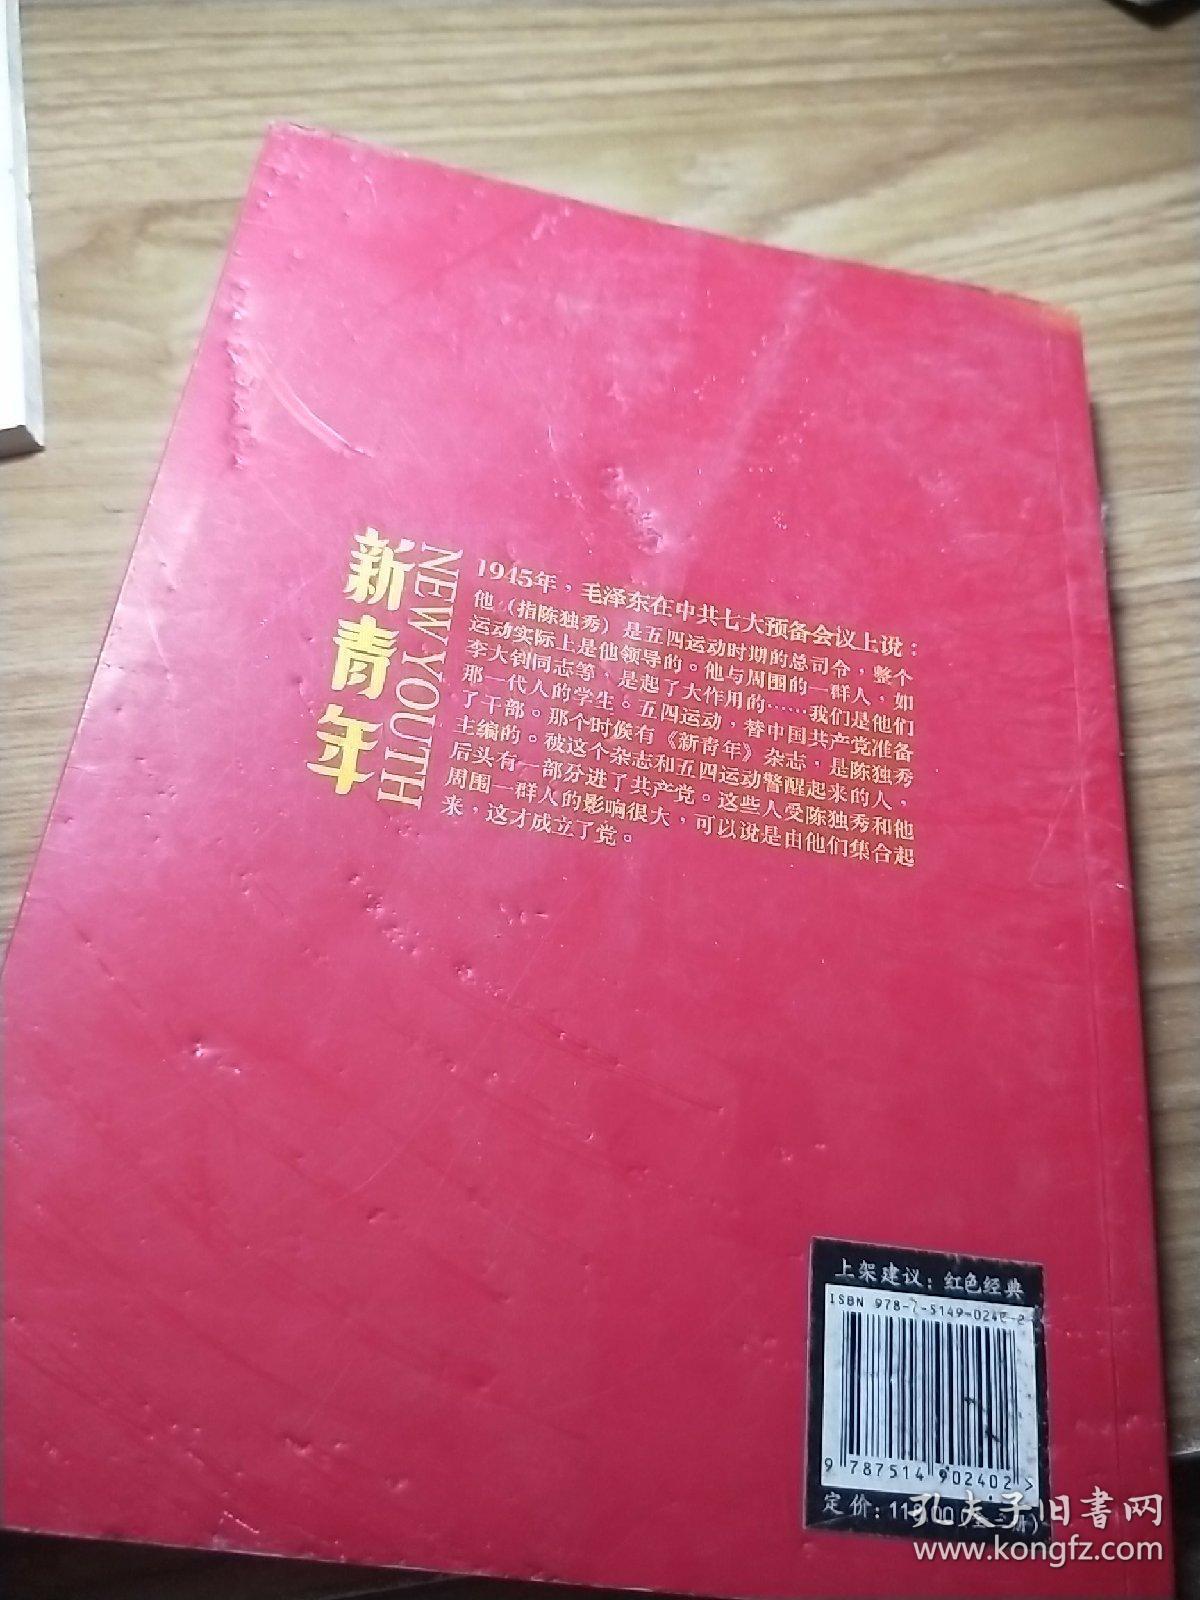 新青年
NEW YOUTH
1945年，毛泽东在中共七大预备会议上说：
他（指陈独秀）是五四运动时期的总司令，整个
运动实际上是他领导的。他与周围的一群人，如
李大钊同志等，是起了大作用的……我们是他们
那一代人的学生。五四运动，替中国共产党准备
了干部。那个时候有《新青年》杂志，是陈独秀
主编的。被这个杂志和五四运动警醒起来的人，
后头有一部分进了共产党。这些人受陈独秀和他
周围一群人的影响很大，可以说是由他们集合起
来，这才成立了党。
上架建议：红色经典
ISBN 978-7-5149-0240-2
9 787514 902402 >
定价：
孔夫子旧書网
www.kongfz.com